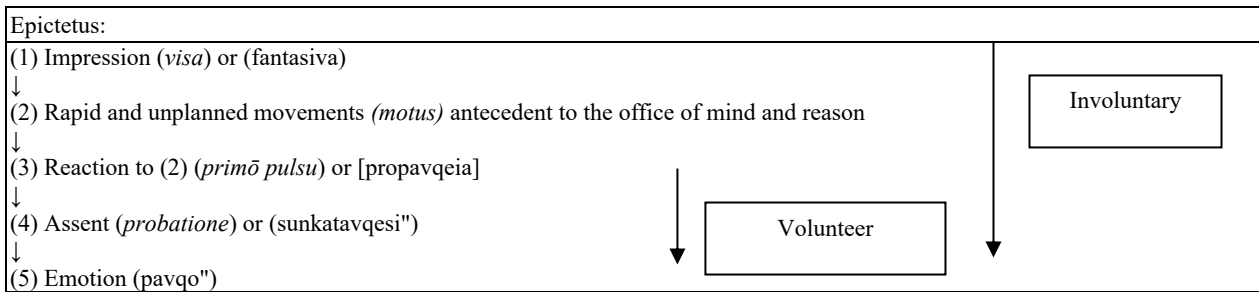 Epictetus:
(1) Impression (visa) or (fantasiva)
↓
Involuntary
(2) Rapid and unplanned movements (motus) antecedent to the office of mind and reason
↓
(3) Reaction to (2) (primō pulsu) or [propavqeia]
↓
(4) Assent (probatione) or (sunkatavqesi")
Volunteer
↓
(5) Emotion (pavqo")